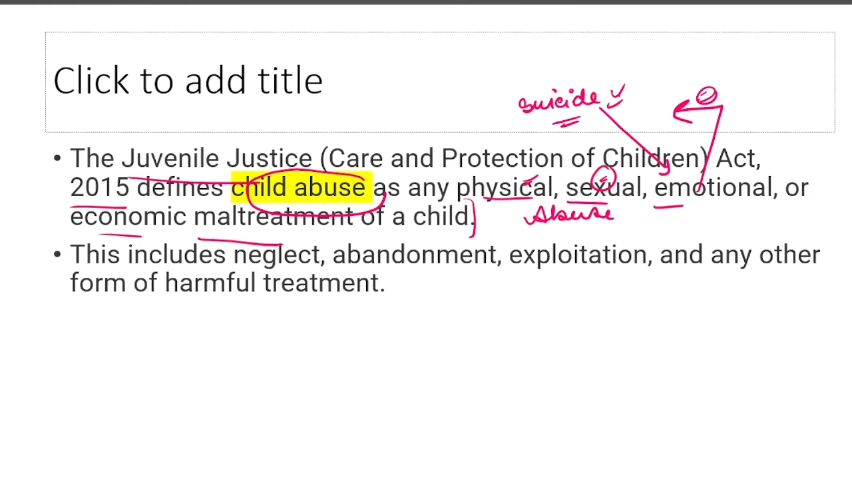 Click to add title
suicide
• The Juvenile Justice (Care and Protection of Children) Act,
2015 defines child abuse as any physical, sexual, emotional, or
economic maltreatment of a child.
Abuse
• This includes neglect, abandonment, exploitation, and any other
form of harmful treatment.